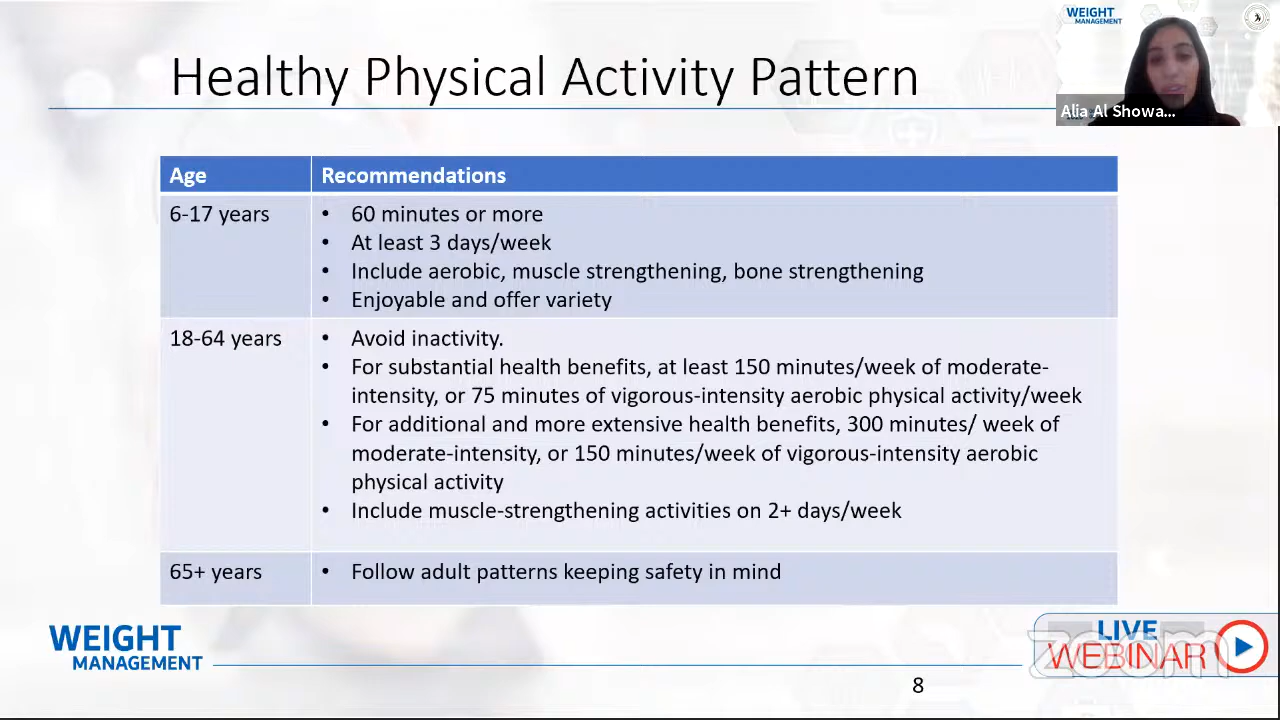 WEIGHT
MANAGEMENT
Healthy Physical Activity Pattern
Alia Al Showa...
Age
Recommendations
6-17 years
• 60 minutes or more
• At least 3 days/week
• Include aerobic, muscle strengthening, bone strengthening
• Enjoyable and offer variety
18-64 years
• Avoid inactivity.
• For substantial health benefits, at least 150 minutes/week of moderate-
intensity, or 75 minutes of vigorous-intensity aerobic physical activity/week
• For additional and more extensive health benefits, 300 minutes/ week of
moderate-intensity, or 150 minutes/week of vigorous-intensity aerobic
physical activity
• Include muscle-strengthening activities on 2+ days/week
65+ years
• Follow adult patterns keeping safety in mind
WEIGHT
MANAGEMENT
LIVE
WEBINAR
zoom
8